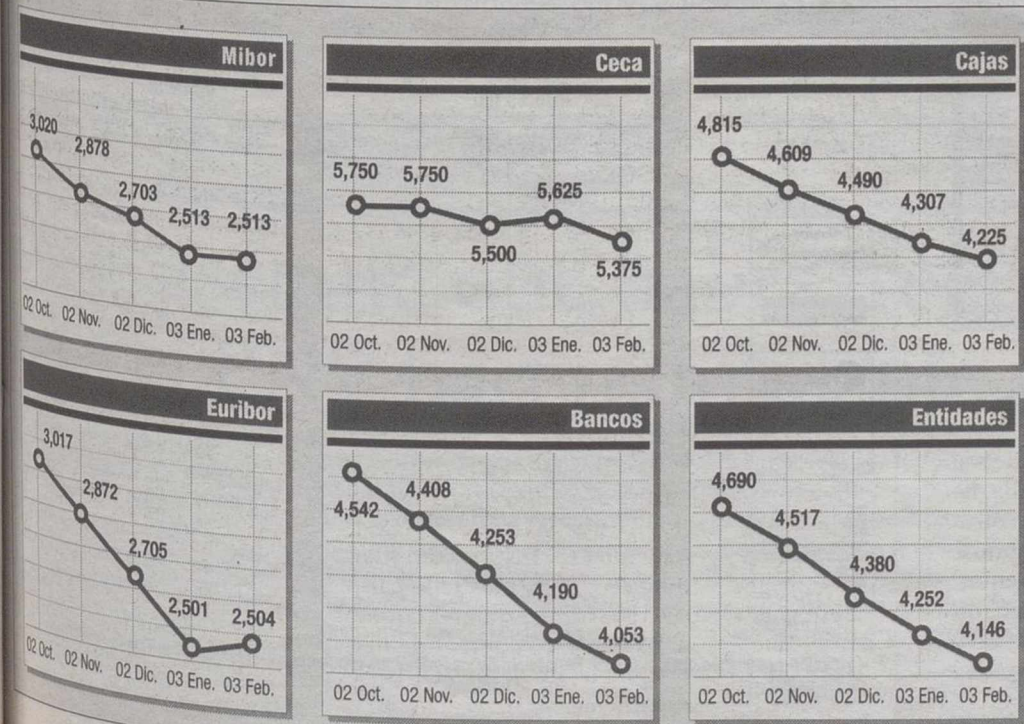 Mibor
3,020
2,878
2,703
2,513 2,513
02 Oct. 02 Nov. 02 Dic. 03 Ene. 03 Feb.
Ceca
5,750 5,750
5,625
5,500
5,375
02 Oct. 02 Nov. 02 Dic. 03 Ene. 03 Feb.
Cajas
4,815
4,609
4,490
4,307
4,225
02 Oct. 02 Nov. 02 Dic. 03 Ene. 03 Feb.
Euribor
3,017
2,872
2,705
2,501 2,504
02 Oct. 02 Nov. 02 Dic. 03 Ene. 03 Feb.
Bancos
4,542
4,408
4,253
4,190
4,053
02 Oct. 02 Nov. 02 Dic. 03 Ene. 03 Feb.
Entidades
4,690
4,517
4,380
4,252
4,146
02 Oct. 02 Nov. 02 Dic. 03 Ene. 03 Feb.